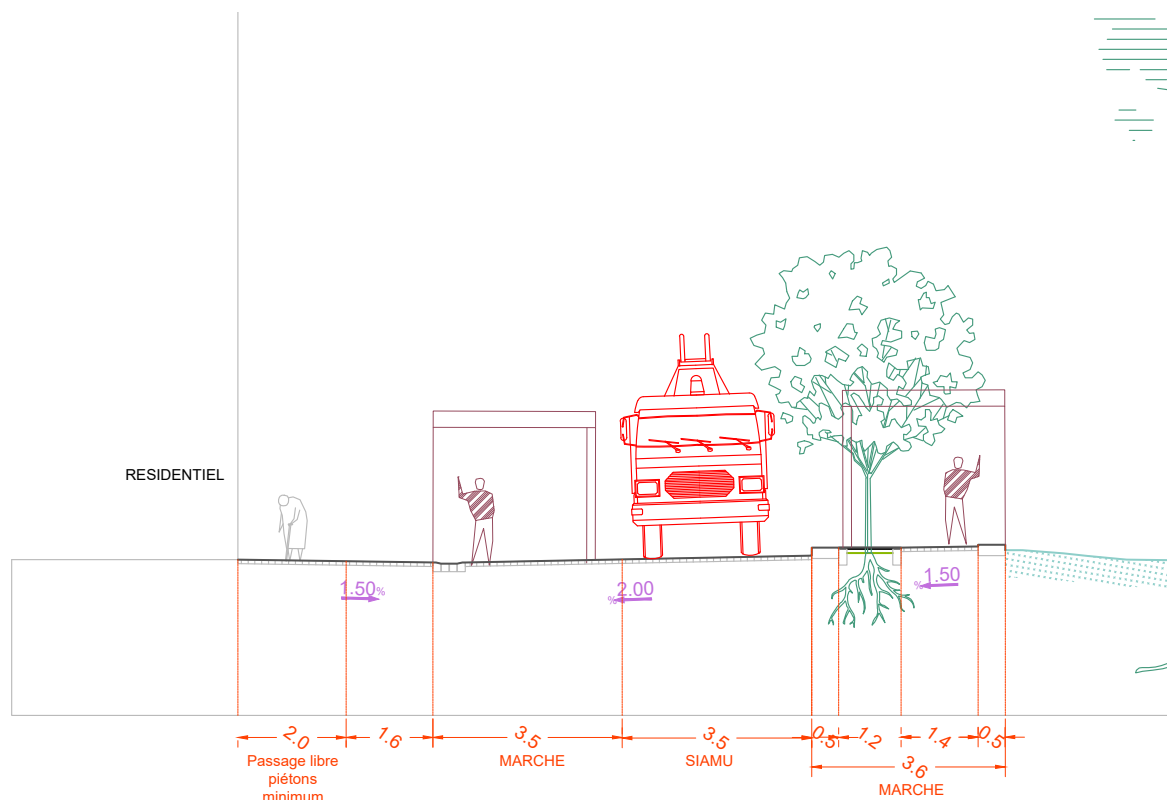 RESIDENTIEL
1.50%
%2.00
1.50
2.0
1.6
3.5
3.5
0.5
1.2
1.4
0.5
Passage libre
piétons
minimum
MARCHE
SIAMU
3.6
MARCHE